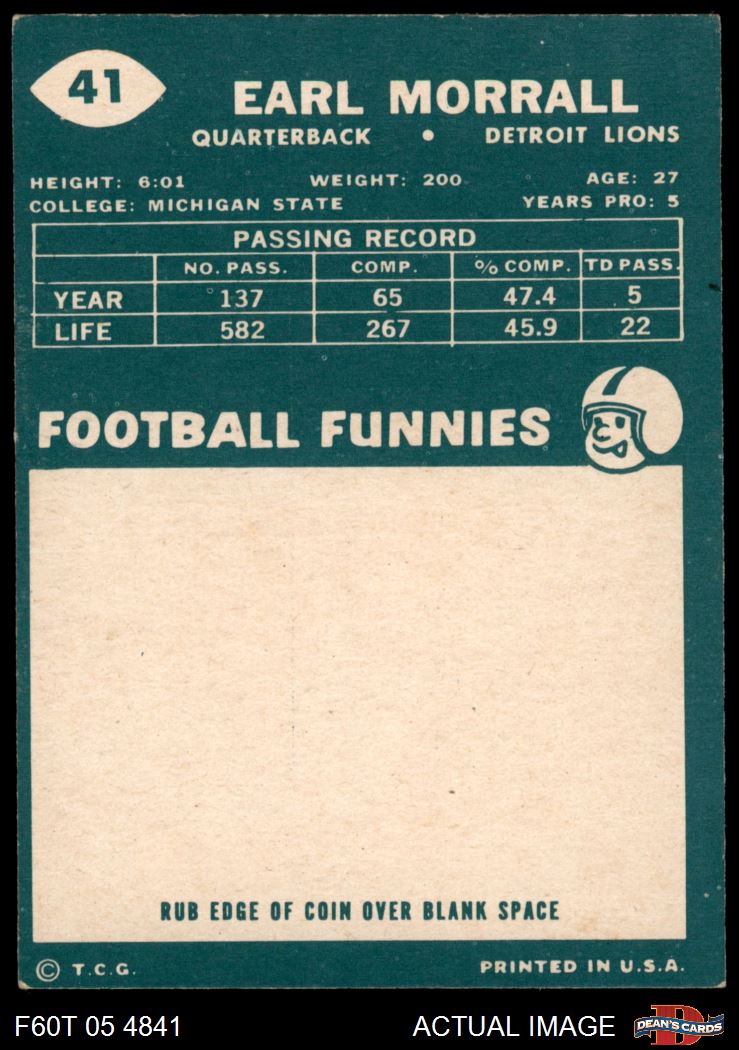 41
EARL MORRALL
QUARTERBACK • DETROIT LIONS
HEIGHT: 6:01 WEIGHT: 200 AGE: 27
COLLEGE: MICHIGAN STATE YEARS PRO: 5
PASSING RECORD
NO. PASS. COMP. % COMP. TD PASS.
YEAR 137 65 47.4 5
LIFE 582 267 45.9 22
FOOTBALL FUNNIES
RUB EDGE OF COIN OVER BLANK SPACE
© T.C.G. PRINTED IN U.S.A.
F60T 05 4841 ACTUAL IMAGE DEAN'S CARDS